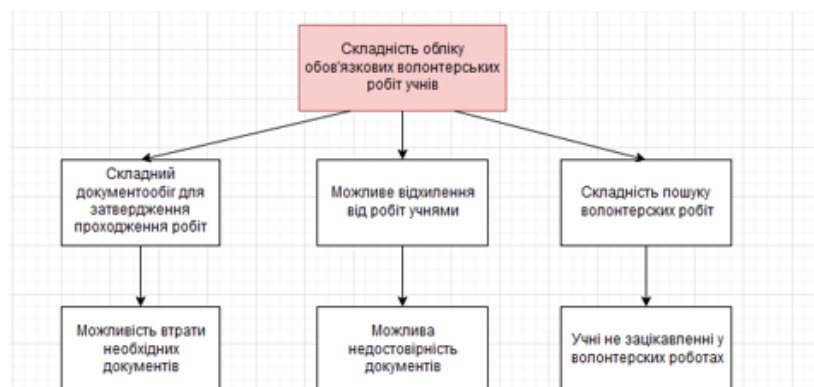 Складність обліку
обов'язкових волонтерських
робіт учнів
Складний
документообіг для
затвердження
проходження робіт
Можливе відхилення
від робіт учнями
Складність пошуку
волонтерских робіт
Можливість втрати
необхідних
документів
Можлива
недостовірність
документів
Учні не зацікавленні у
волонтерских роботах